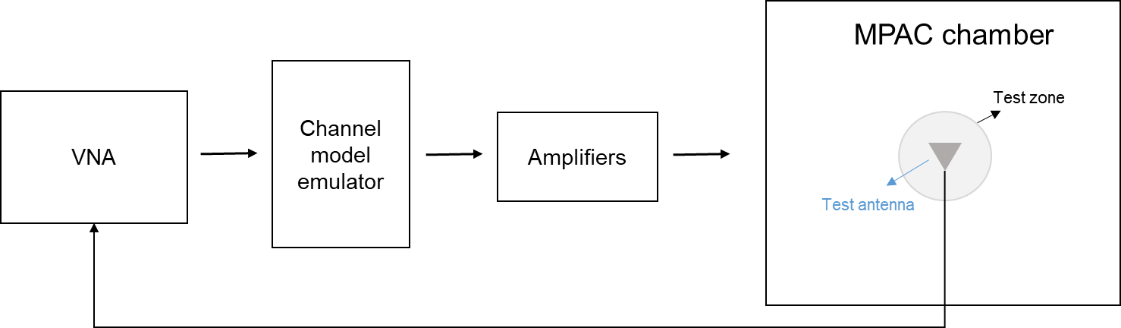 MPAC chamber
Test zone
VNA
Channel
model
emulator
Amplifiers
Test antenna